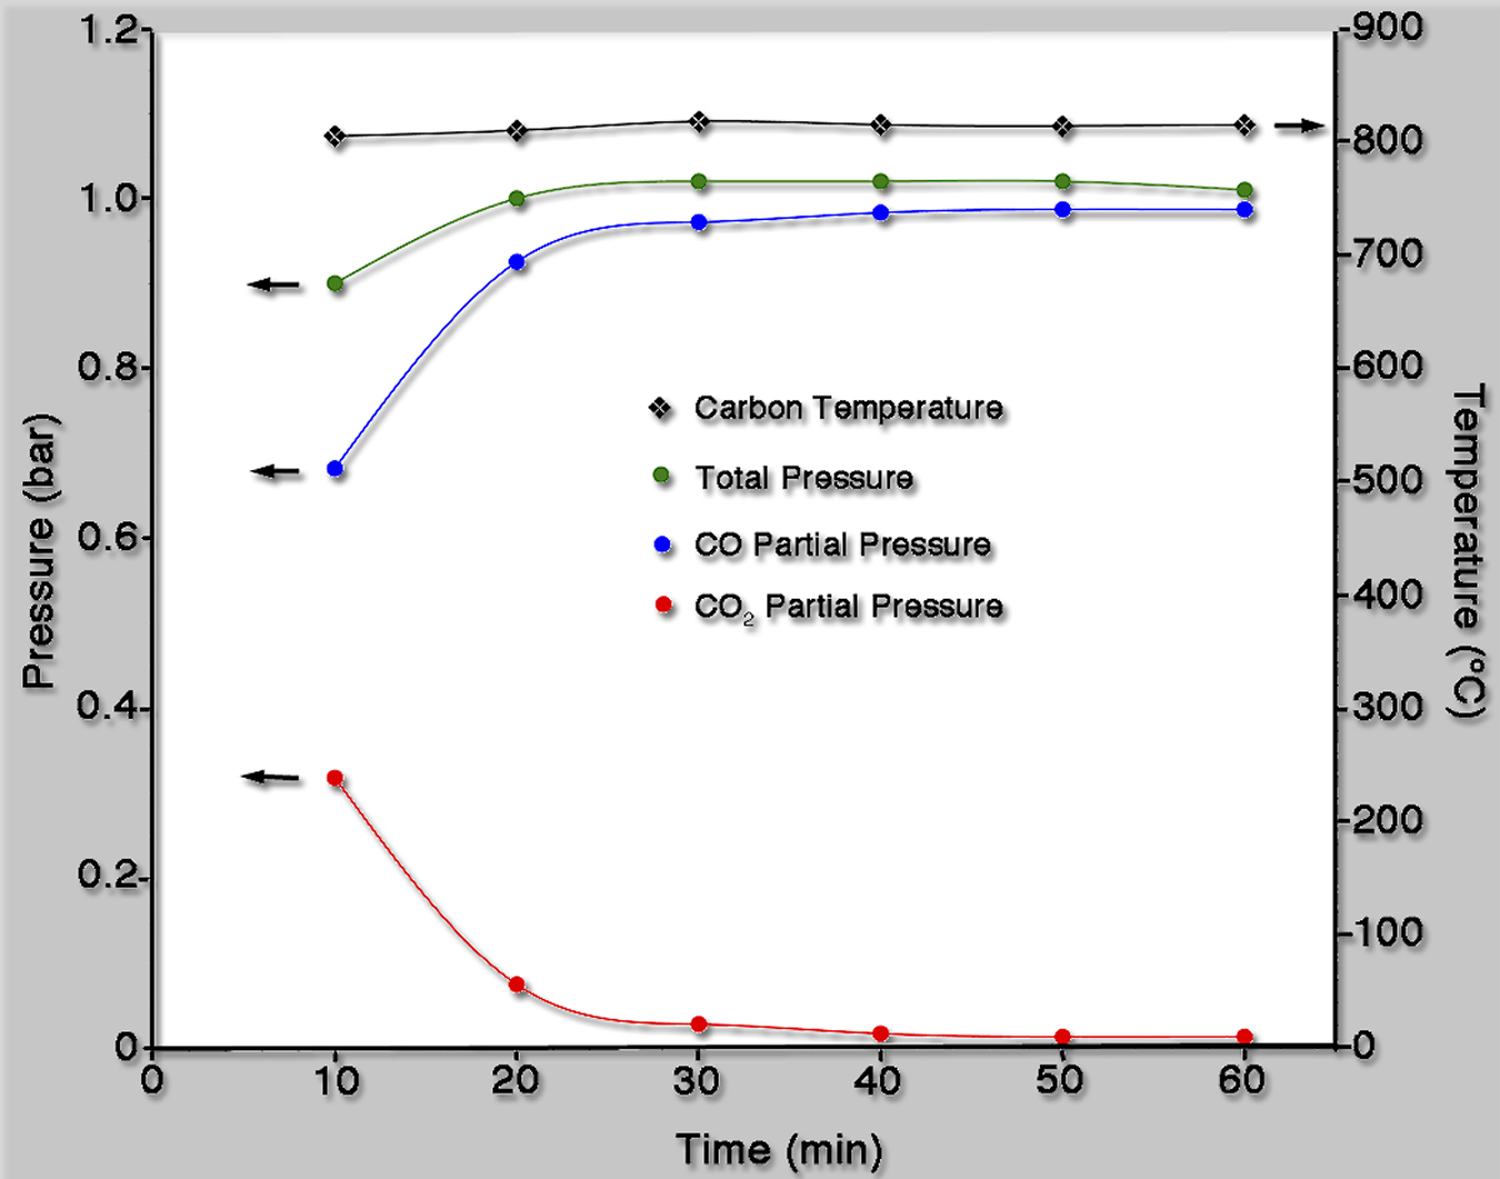 1.2
1.0
0.8
0.6
0.4
0.2
0
Pressure (bar)
900
800
700
600
500
400
300
200
100
0
Temperature (°C)
Carbon Temperature
Total Pressure
CO Partial Pressure
CO₂ Partial Pressure
0 10 20 30 40 50 60
Time (min)